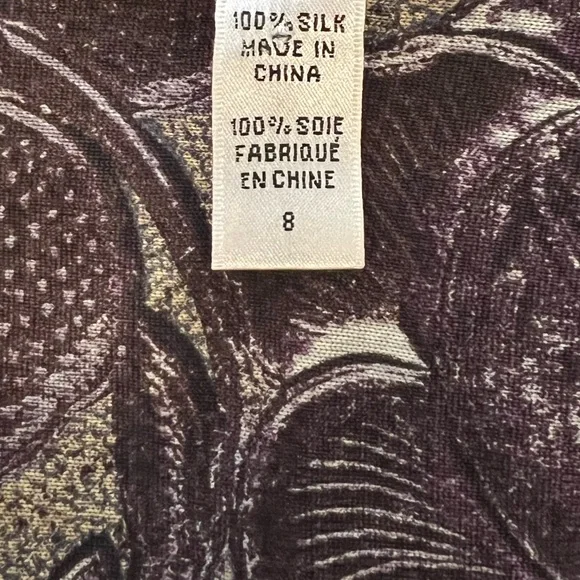 100% SILK
MADE IN
CHINA
100% SOIE
FABRIQUÉ
EN CHINE
8